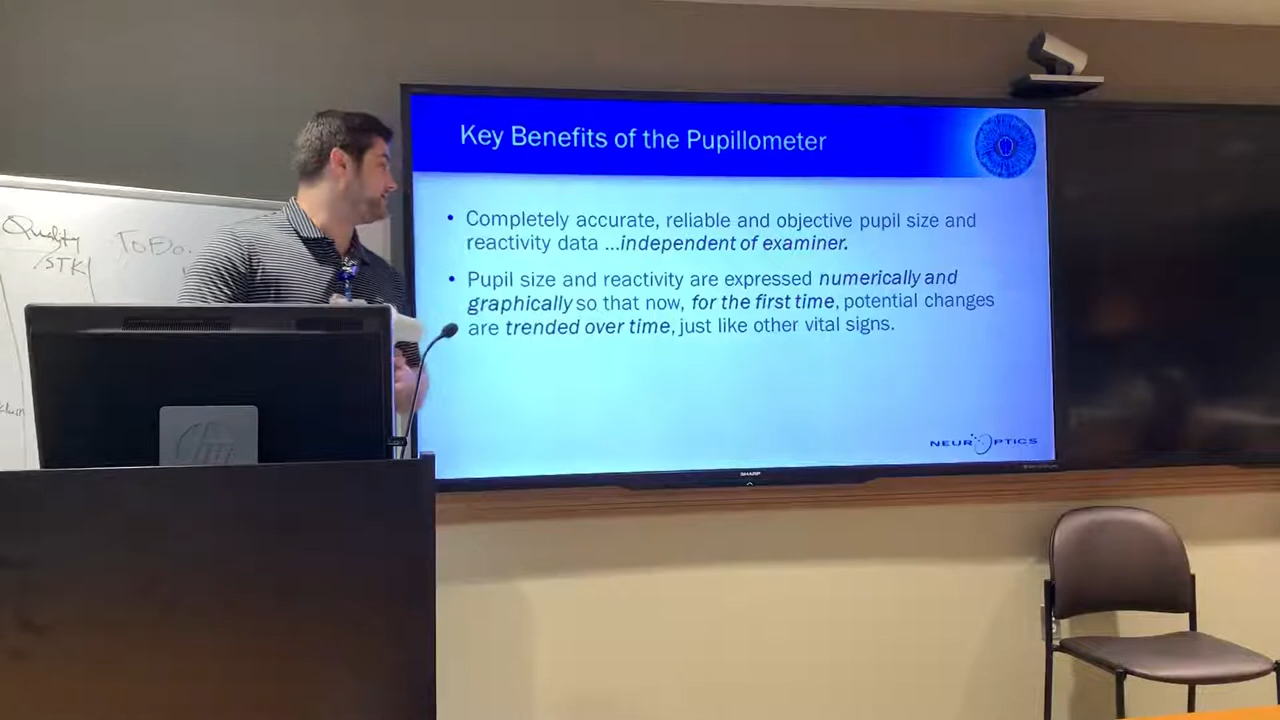 Key Benefits of the Pupillometer
• Completely accurate, reliable and objective pupil size and
reactivity data ...independent of examiner.
• Pupil size and reactivity are expressed numerically and
graphically so that now, for the first time, potential changes
are trended over time, just like other vital signs.
NEUROPTICS
SHARP
Quality
/STK
ToDo.
hp